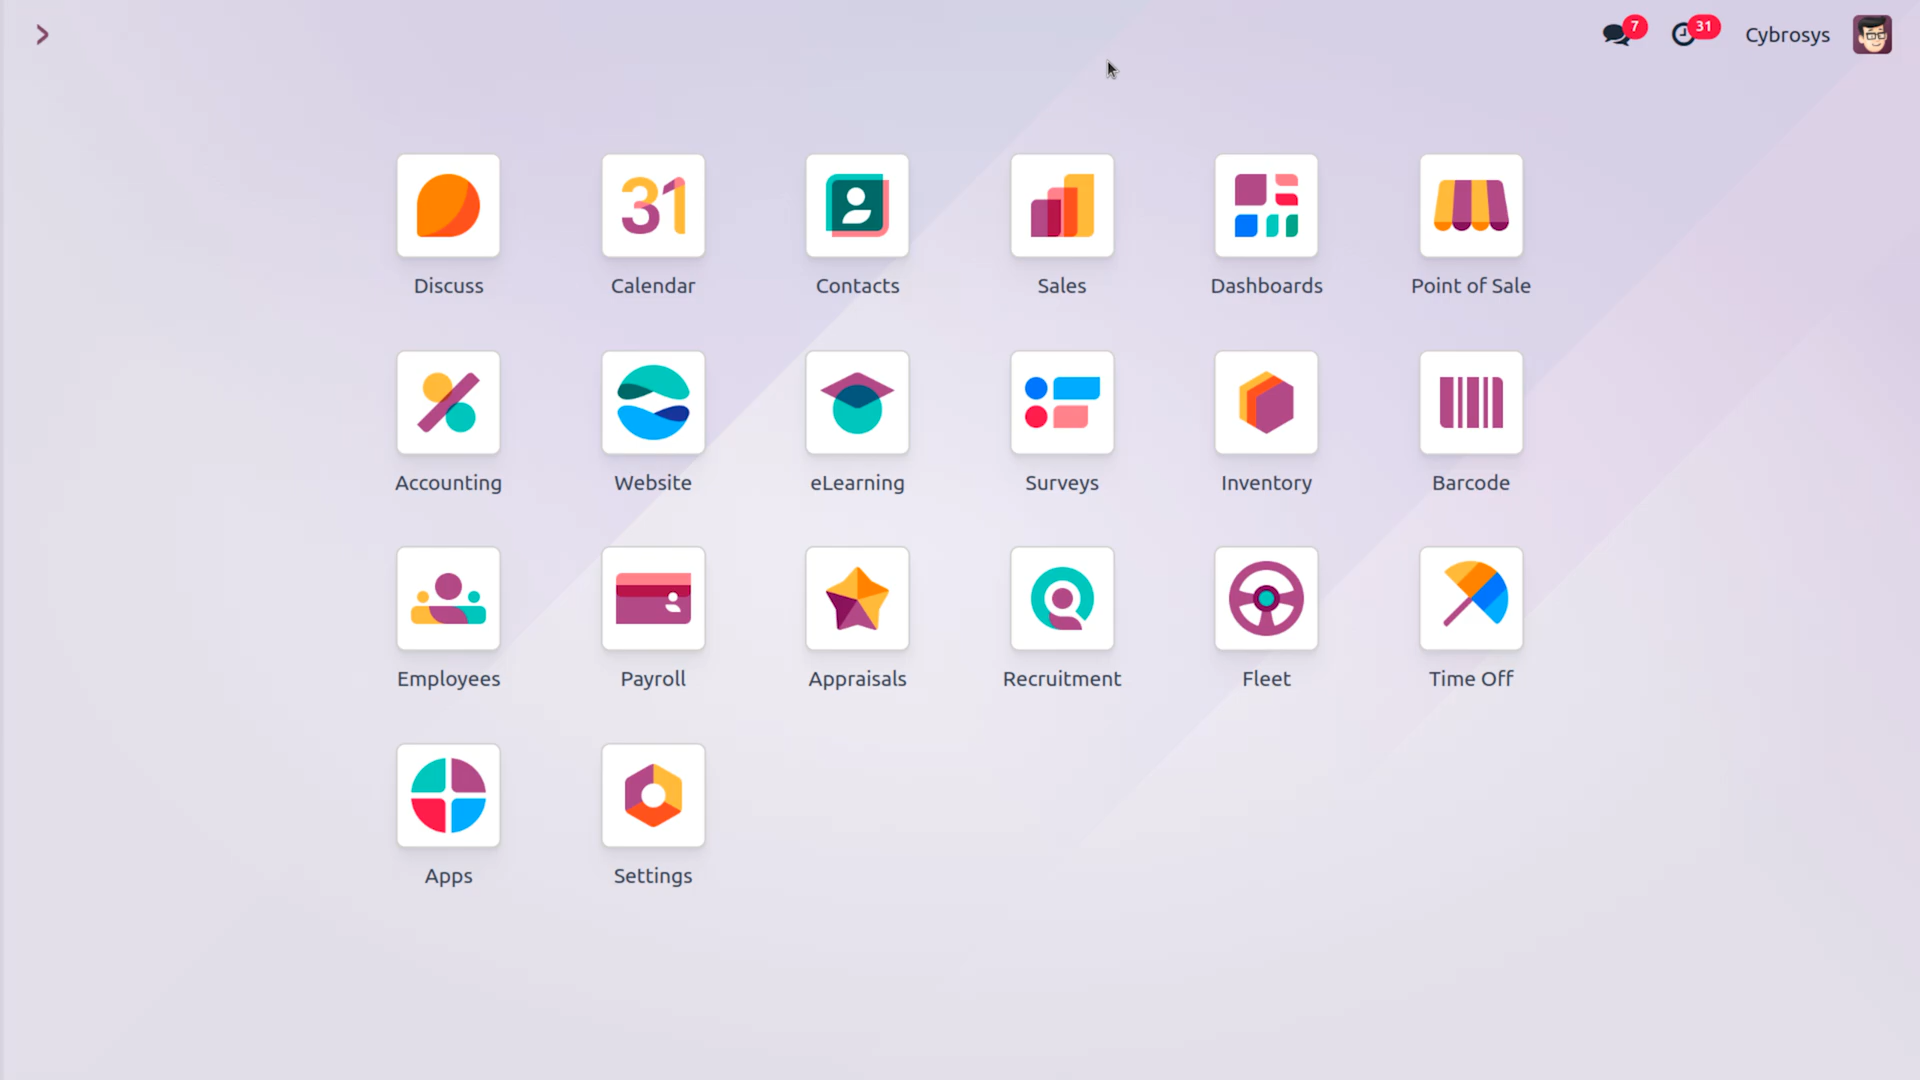 7 31 Cybrosys
31
Discuss Calendar Contacts Sales Dashboards Point of Sale
Accounting Website eLearning Surveys Inventory Barcode
Employees Payroll Appraisals Recruitment Fleet Time Off
Apps Settings